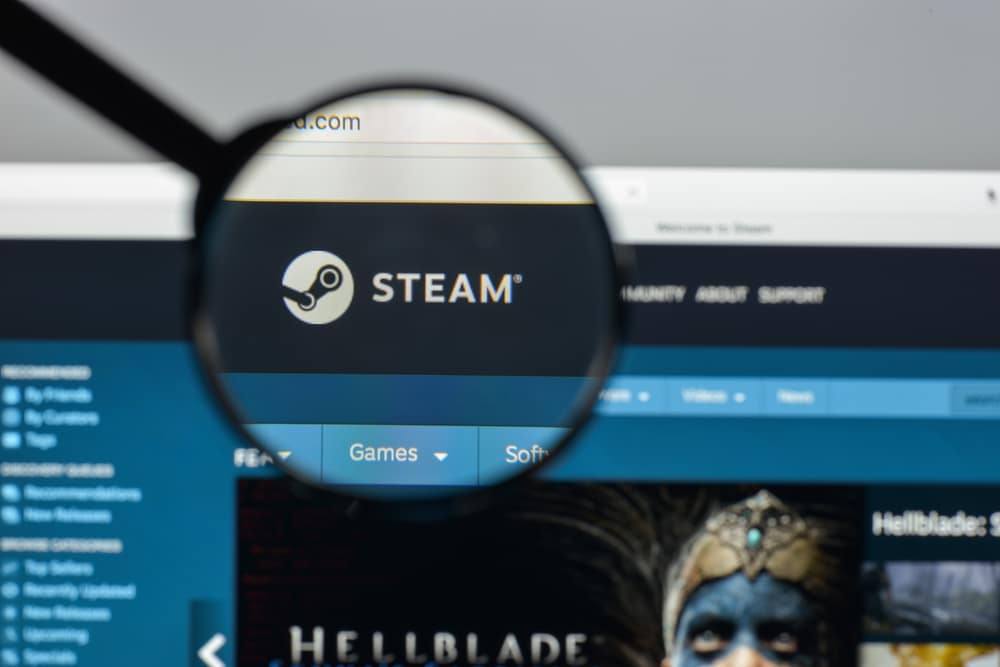 d.com
Welcome to Steam
STEAM®
MUNITY ABOUT SUPPORT
RECOMMENDED
By Friends
By Curators
Tags
Games
Soft
Videos
News
FEA
DISCOVERY QUEUES
Recommendations
New Releases
BROWSE CATEGORIES
Top Sellers
Recently Updated
New Releases
Upcoming
Specials
Hellblade: S
HELLBLADE